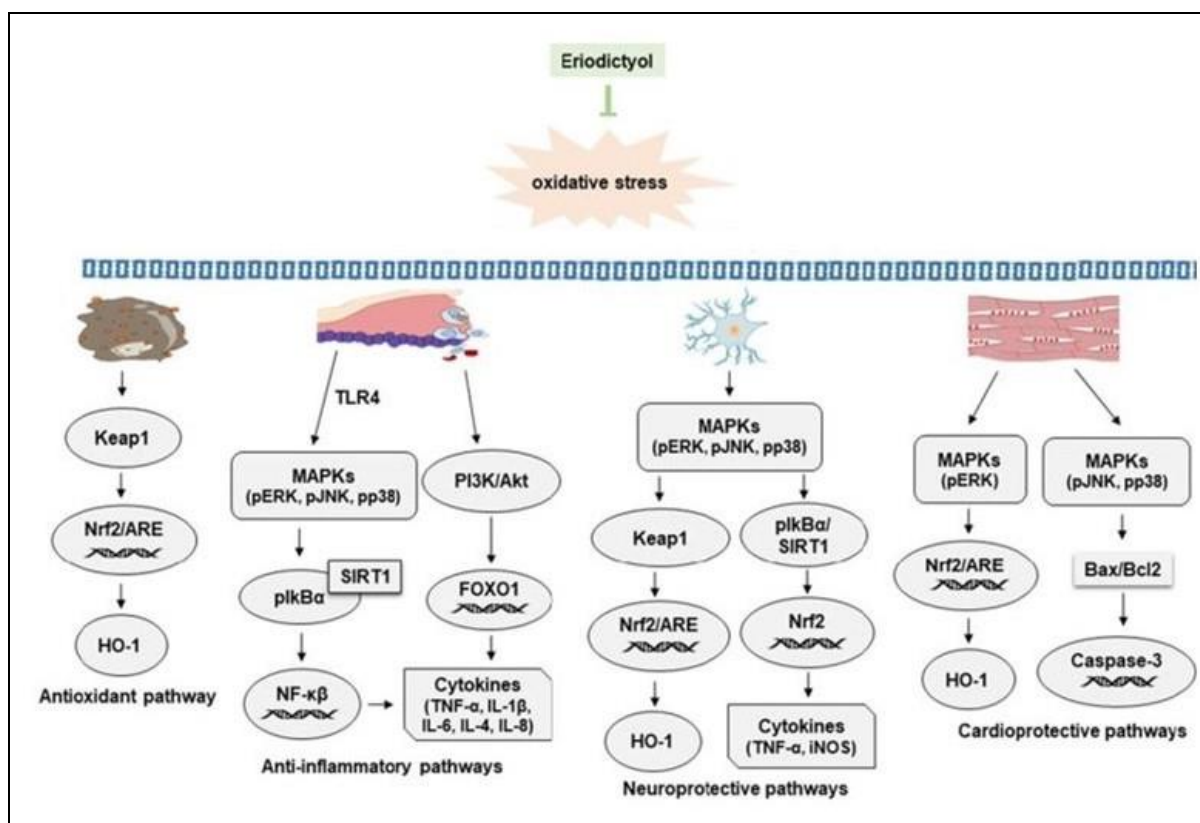 Eriodictyol
oxidative stress
Keap1
Nrf2/ARE
HO-1
Antioxidant pathway
TLR4
MAPKs
(pERK, pJNK, pp38)
pIkBα
SIRT1
NF-κβ
PI3K/Akt
FOXO1
Cytokines
(TNF-α, IL-1β,
IL-6, IL-4, IL-8)
Anti-inflammatory pathways
MAPKs
(pERK, pJNK, pp38)
Keap1
Nrf2/ARE
HO-1
pIkBα/
SIRT1
Nrf2
Cytokines
(TNF-α, iNOS)
Neuroprotective pathways
MAPKs
(pERK)
Nrf2/ARE
HO-1
MAPKs
(pJNK, pp38)
Bax/Bcl2
Caspase-3
Cardioprotective pathways